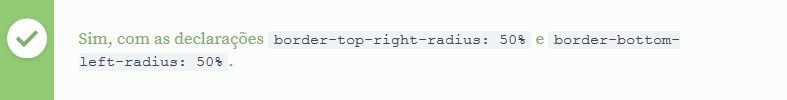 Sim, com as declarações border-top-right-radius: 50% e border-bottom-
left-radius: 50%.